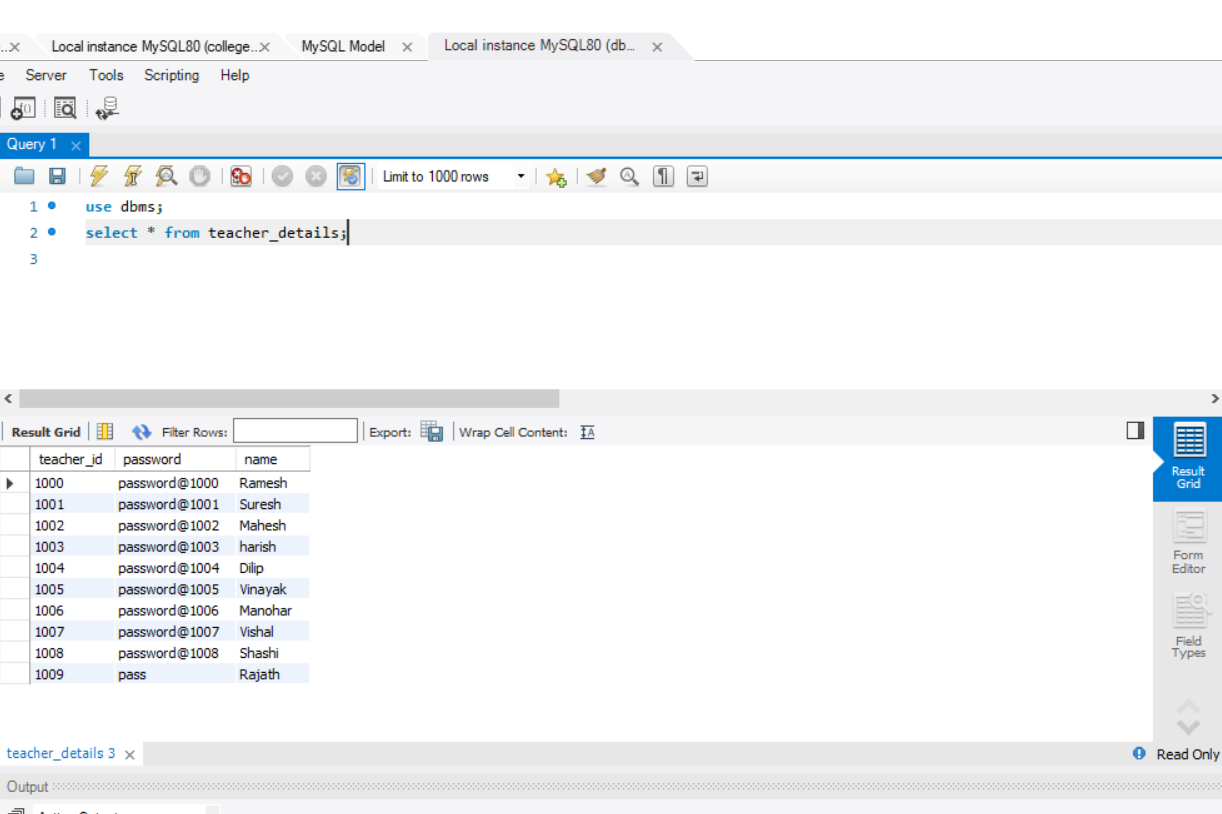 ..× Local instance MySQL80 (college..× MySQL Model × Local instance MySQL80 (db... ×
e Server Tools Scripting Help
Query 1 ×
Limit to 1000 rows
1 use dbms;
2 select * from teacher_details;
3
Result Grid Filter Rows: Export: Wrap Cell Content:
teacher_id password name
1000 password@1000 Ramesh
1001 password@1001 Suresh
1002 password@1002 Mahesh
1003 password@1003 harish
1004 password@1004 Dilip
1005 password@1005 Vinayak
1006 password@1006 Manohar
1007 password@1007 Vishal
1008 password@1008 Shashi
1009 pass Rajath
Result
Grid
Form
Editor
Field
Types
teacher_details 3 × Read Only
Output